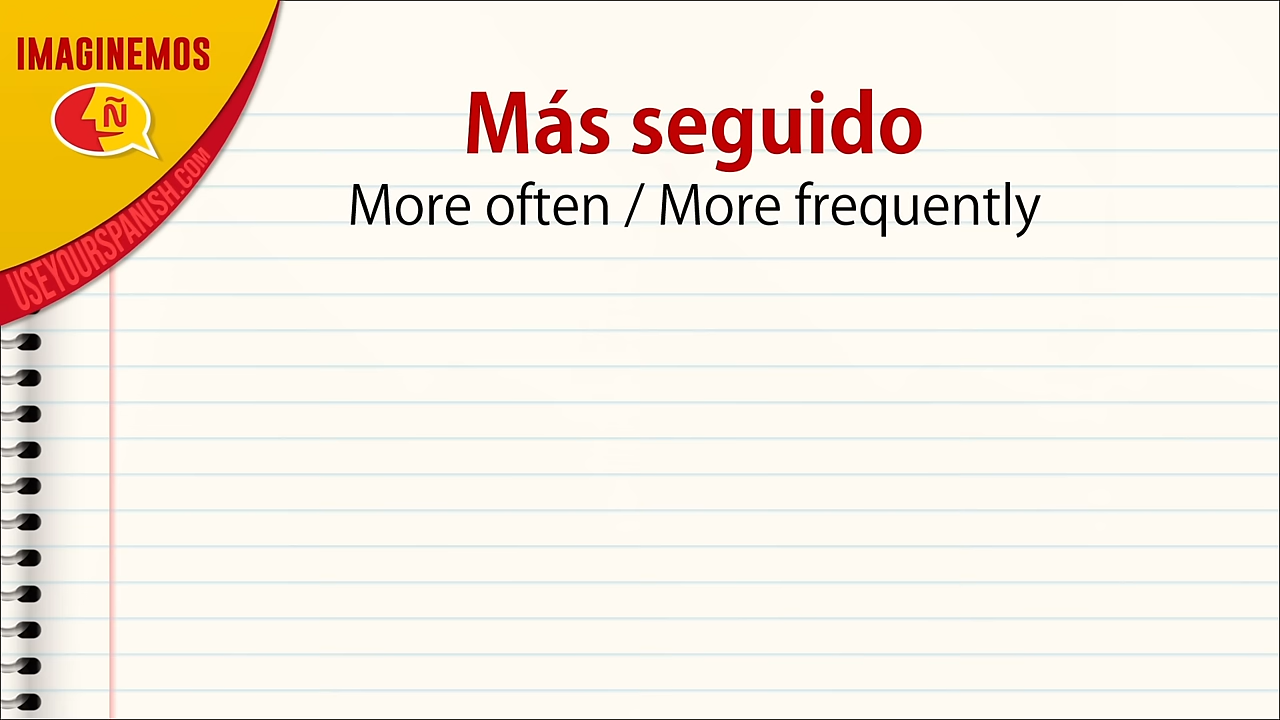 IMAGINEMOS
Ñ
USEYOURSPANISH.COM
Más seguido
More often / More frequently